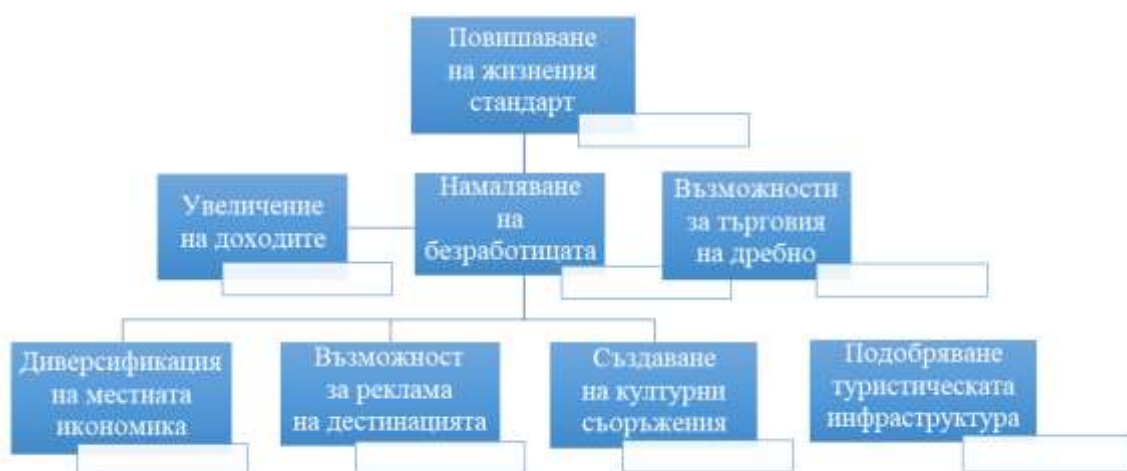 Повишаване
на жизнения
стандарт
Увеличение
на доходите
Намаляване
на
безработицата
Възможности
за търговия
на дребно
Диверсификация
на местната
икономика
Възможност
за реклама
на дестинацията
Създаване
на културни
съоръжения
Подобряване
туристическата
инфраструктура